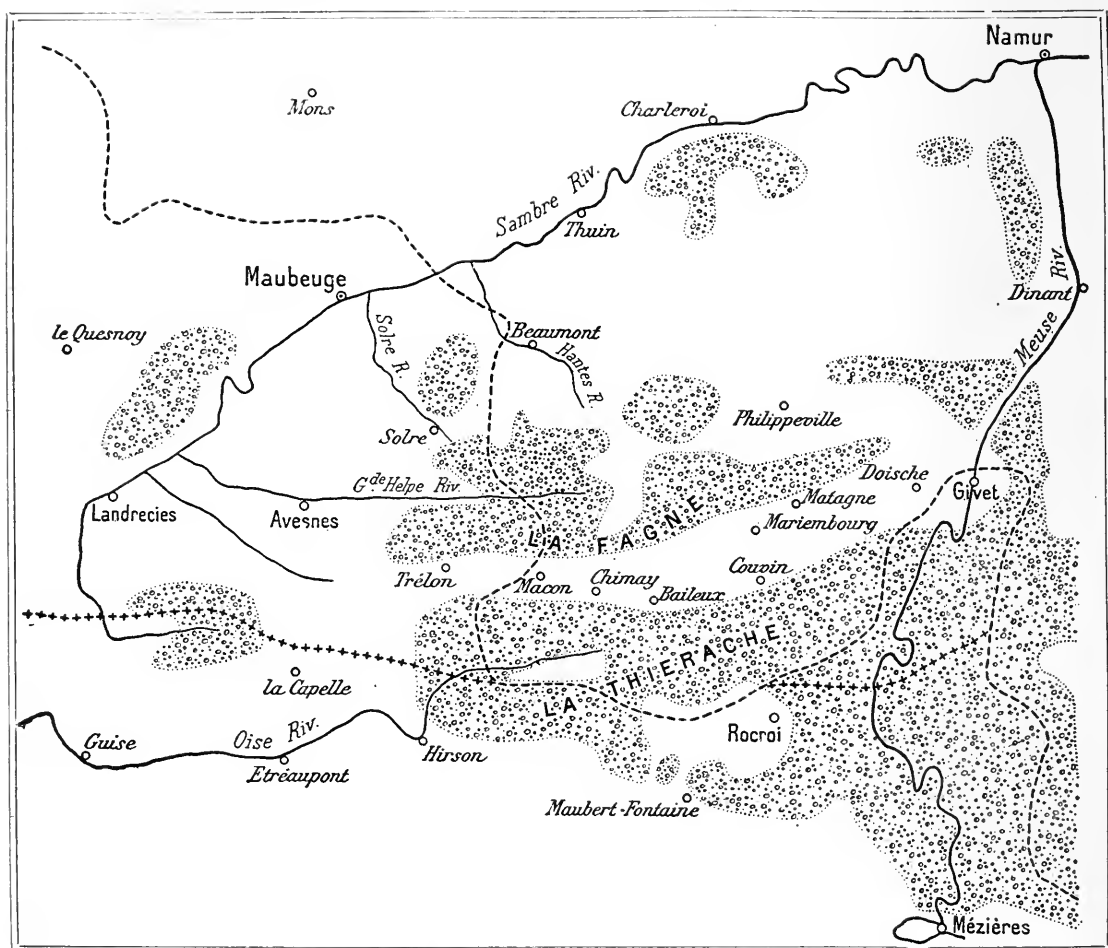 Namur
Mons
Charleroi
Sambre Riv.
Thuin
Maubeuge
Dinant
Meuse Riv.
le Quesnoy
Solre R.
Beaumont
Hantes R.
Philippeville
Solre
Doische
Givet
Gde Helpe Riv.
Matagne
Landrecies
Avesnes
Mariembourg
LA FAGNE
Trélon
Macon
Chimay
Couvin
Baileux
LA THIERACHE
la Capelle
Rocroi
Guise
Oise Riv.
Etréaupont
Hirson
Maubert-Fontaine
Mézières